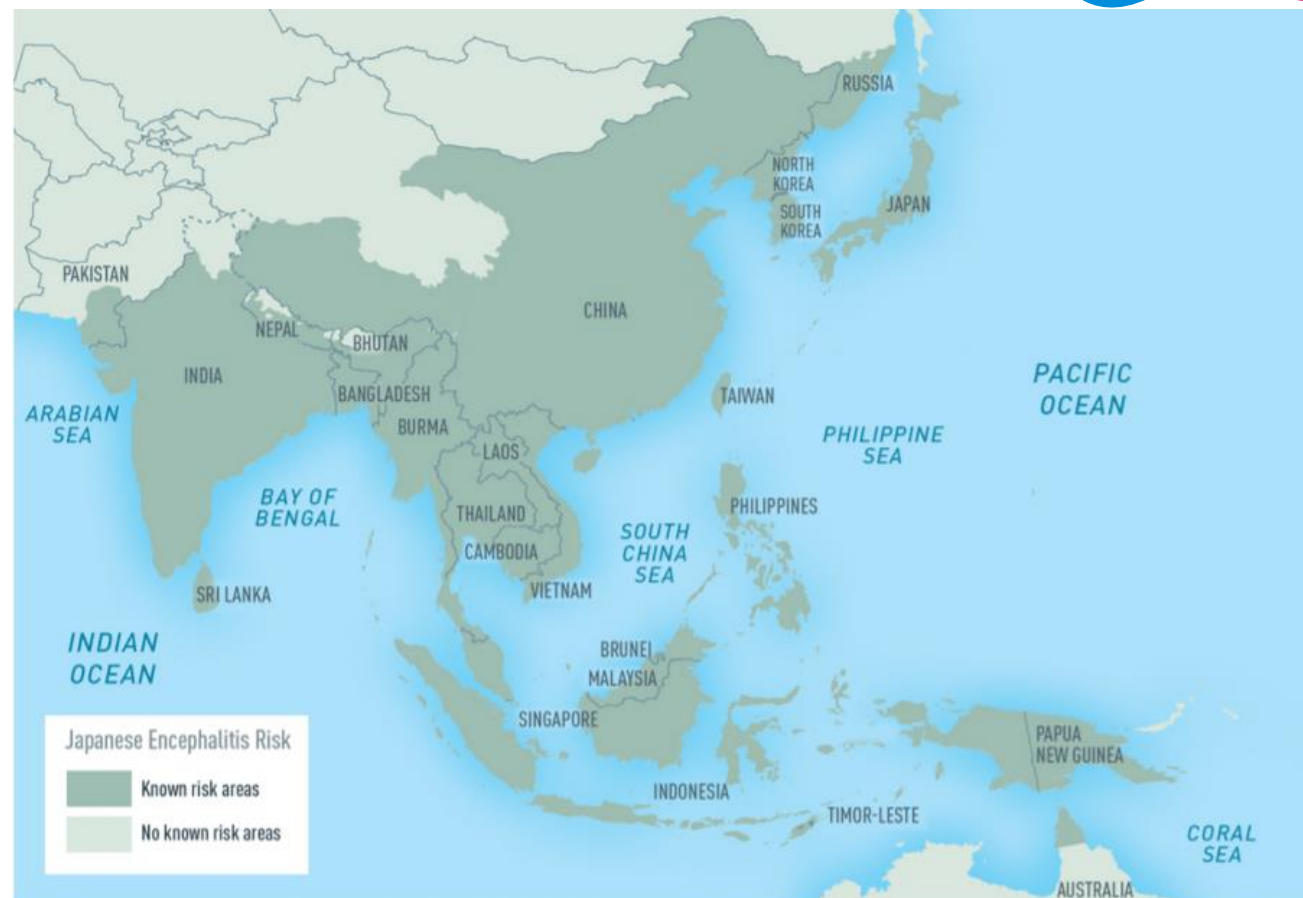 RUSSIA
NORTH
KOREA
SOUTH
KOREA
JAPAN
PAKISTAN
CHINA
NEPAL
BHUTAN
INDIA
BANGLADESH
TAIWAN
PACIFIC
OCEAN
ARABIAN
SEA
BURMA
PHILIPPINE
SEA
LAOS
BAY OF
BENGAL
THAILAND
PHILIPPINES
SOUTH
CHINA
SEA
CAMBODIA
VIETNAM
SRI LANKA
INDIAN
OCEAN
BRUNEI
MALAYSIA
SINGAPORE
PAPUA
NEW GUINEA
INDONESIA
TIMOR-LESTE
CORAL
SEA
AUSTRALIA
Japanese Encephalitis Risk
Known risk areas
No known risk areas